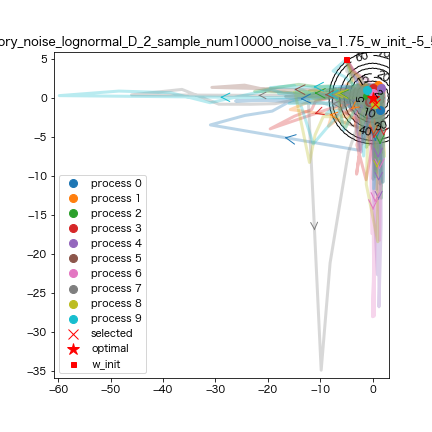 ory_noise_lognormal_D_2_sample_num10000_noise_va_1.75_w_init_-5_5
5
0
−5
−10
−15
−20
−25
−30
−35
−60
−50
−40
−30
−20
−10
0
process 0
process 1
process 2
process 3
process 4
process 5
process 6
process 7
process 8
process 9
selected
optimal
w_init